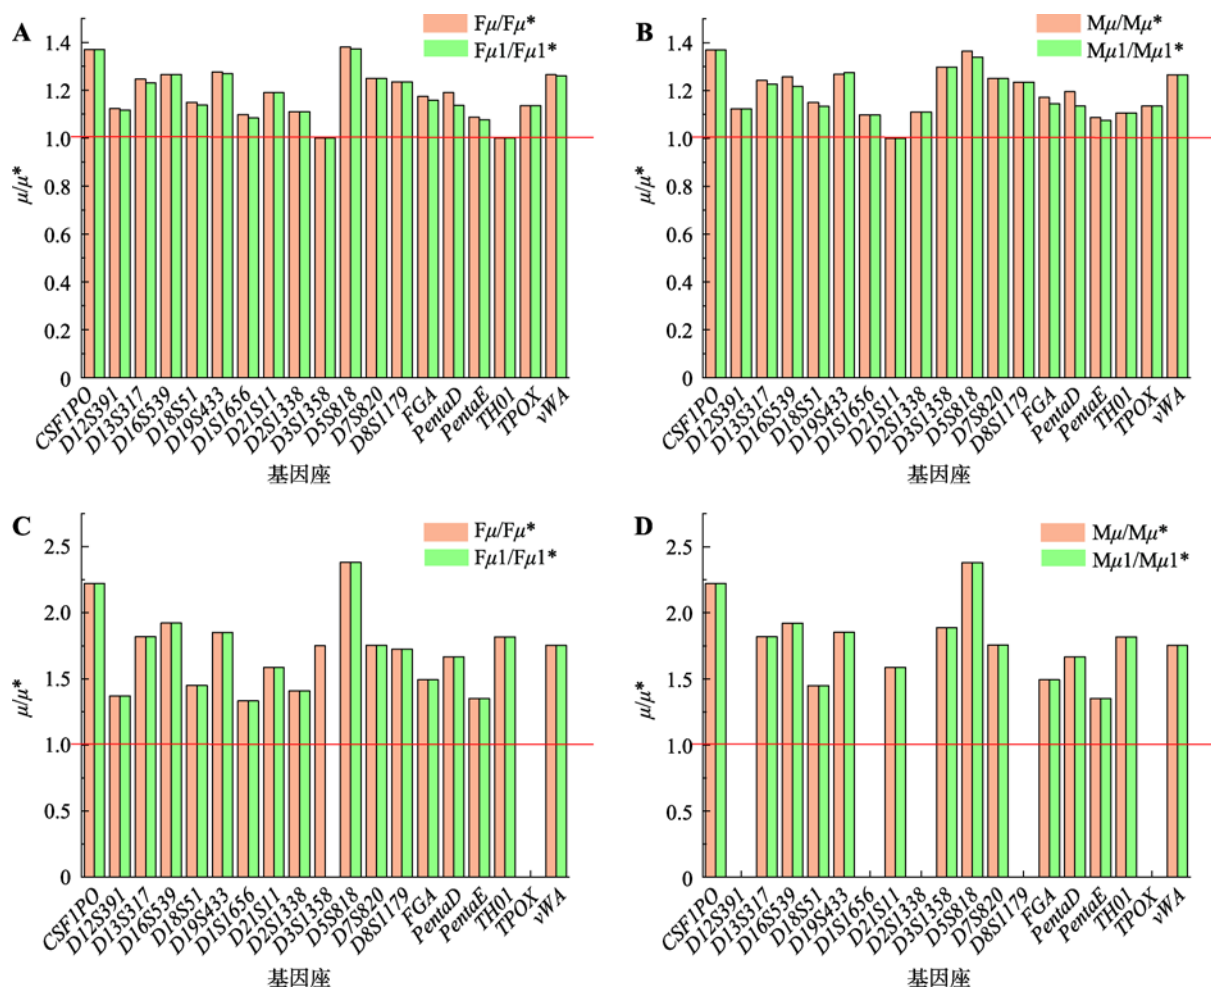 A
Fμ/Fμ*
Fμ1/Fμ1*
μ/μ*
1.4
1.2
1.0
0.8
0.6
0.4
0.2
0
CSF1PO
D12S391
D13S317
D16S539
D18S51
D19S433
D1S1656
D21S11
D2S1338
D3S1358
D5S818
D7S820
D8S1179
FGA
PentaD
PentaE
TH01
TPOX
vWA
基因座
B
Mμ/Mμ*
Mμ1/Mμ1*
μ/μ*
1.4
1.2
1.0
0.8
0.6
0.4
0.2
0
CSF1PO
D12S391
D13S317
D16S539
D18S51
D19S433
D1S1656
D21S11
D2S1338
D3S1358
D5S818
D7S820
D8S1179
FGA
PentaD
PentaE
TH01
TPOX
vWA
基因座
C
Fμ/Fμ*
Fμ1/Fμ1*
μ/μ*
2.5
2.0
1.5
1.0
0.5
0
CSF1PO
D12S391
D13S317
D16S539
D18S51
D19S433
D1S1656
D21S11
D2S1338
D3S1358
D5S818
D7S820
D8S1179
FGA
PentaD
PentaE
TH01
TPOX
vWA
基因座
D
Mμ/Mμ*
Mμ1/Mμ1*
μ/μ*
2.5
2.0
1.5
1.0
0.5
0
CSF1PO
D12S391
D13S317
D16S539
D18S51
D19S433
D1S1656
D21S11
D2S1338
D3S1358
D5S818
D7S820
D8S1179
FGA
PentaD
PentaE
TH01
TPOX
vWA
基因座